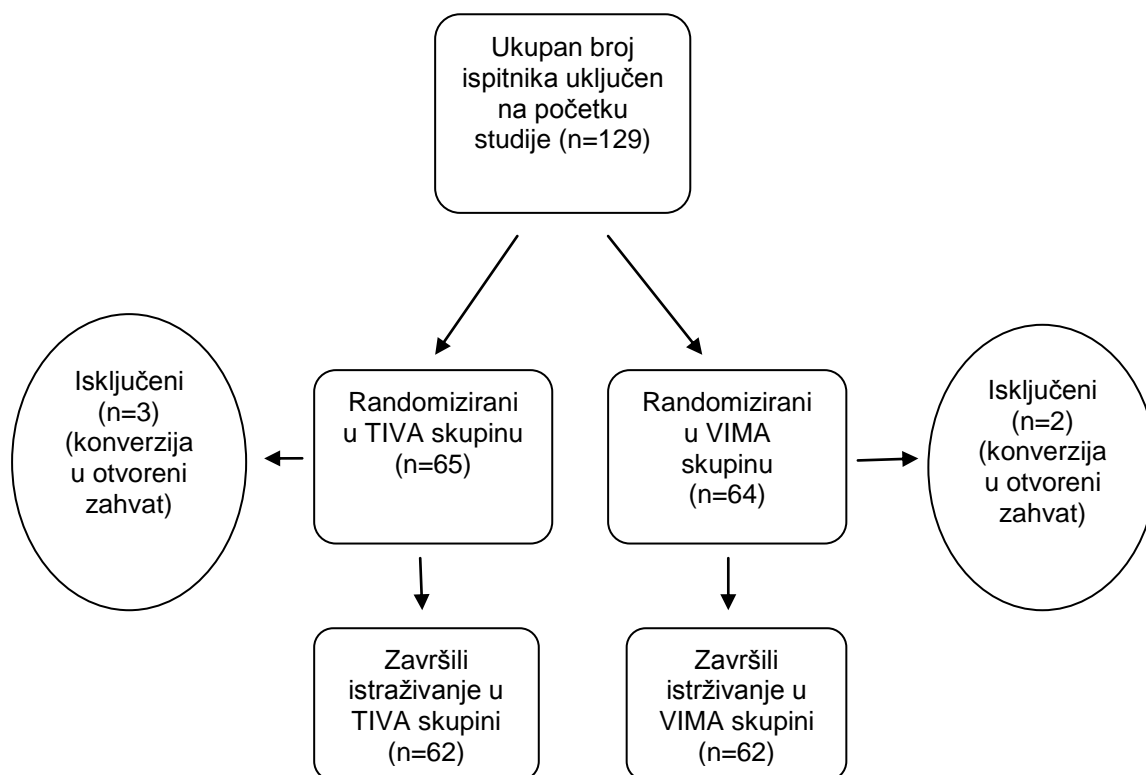 Ukupan broj
ispitnika uključen
na početku
studije (n=129)
Isključeni
(n=3)
(konverzija
u otvoreni
zahvat)
Randomizirani
u TIVA skupinu
(n=65)
Randomizirani
u VIMA
skupinu
(n=64)
Isključeni
(n=2)
(konverzija
u otvoreni
zahvat)
Završili
istraživanje u
TIVA skupini
(n=62)
Završili
istrživanje u
VIMA skupini
(n=62)